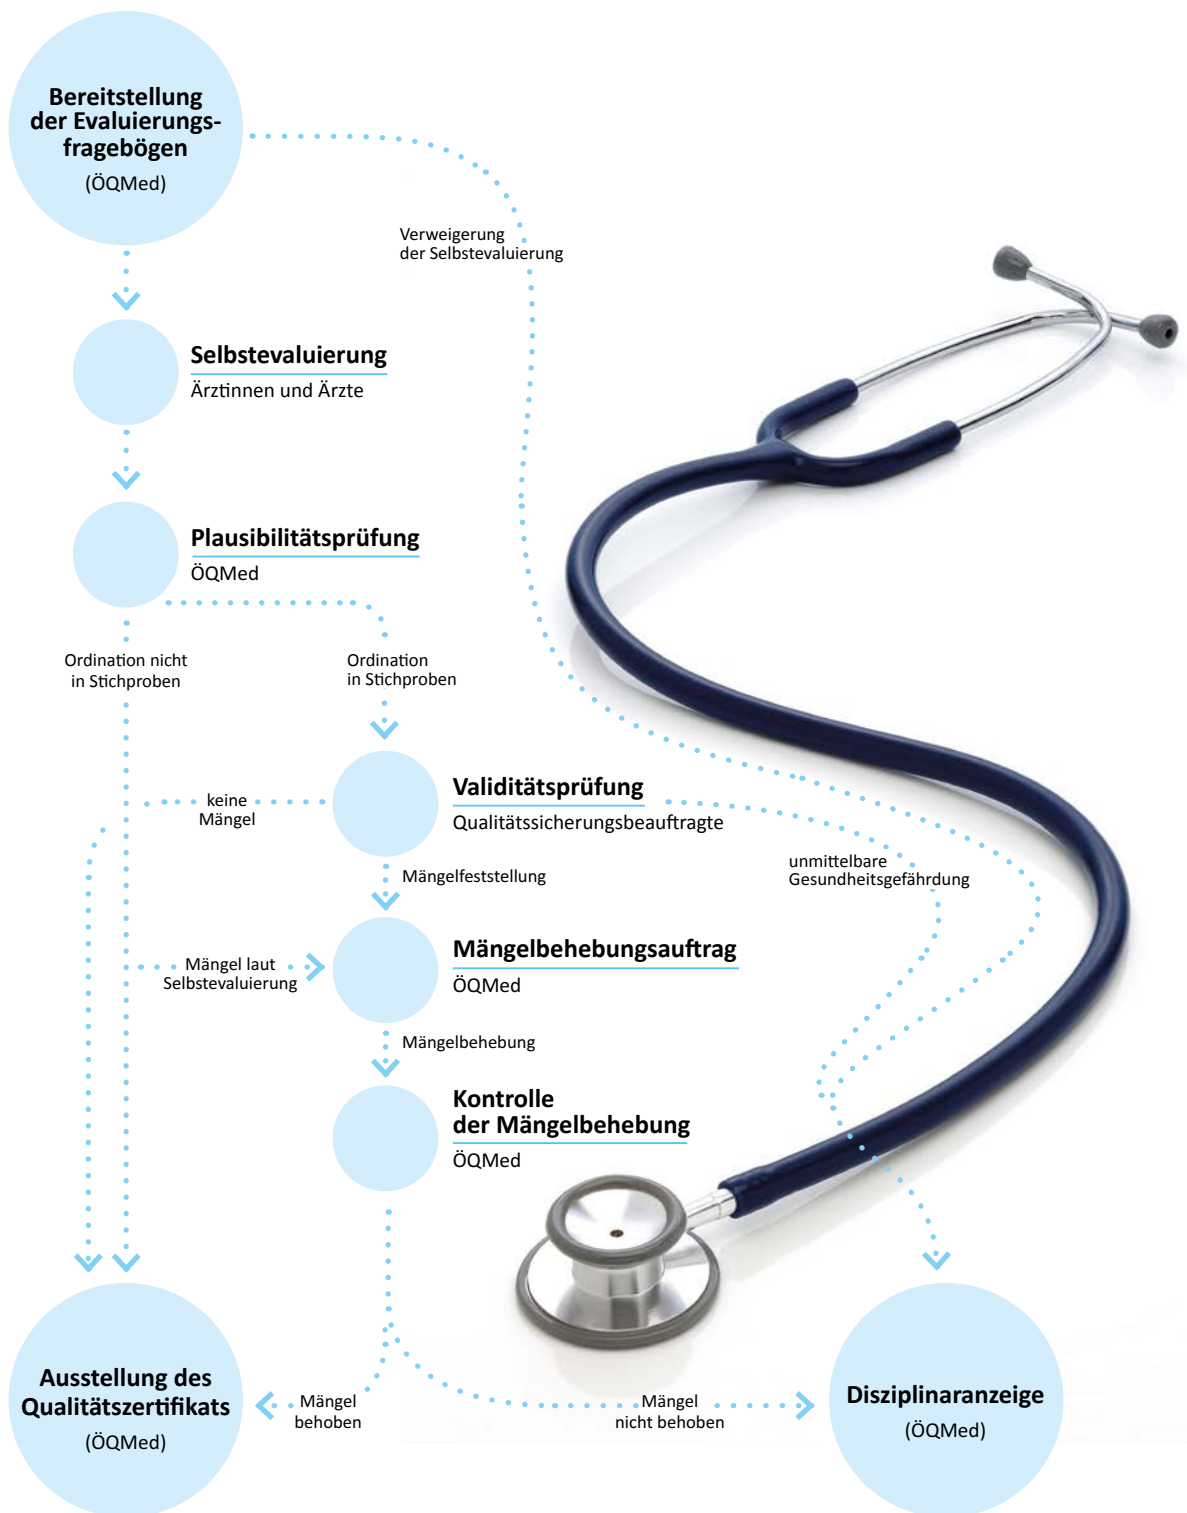 Bereitstellung
der Evaluierungs-
fragebögen
(ÖQMed)
Verweigerung
der Selbstevaluierung
Selbstevaluierung
Ärztinnen und Ärzte
Plausibilitätsprüfung
ÖQMed
Ordination nicht
in Stichproben
Ordination
in Stichproben
Validitätsprüfung
Qualitätssicherungsbeauftragte
keine
Mängel
unmittelbare
Gesundheitsgefährdung
Mängelfeststellung
Mängelbehebungsauftrag
ÖQMed
Mängel laut
Selbstevaluierung
Mängelbehebung
Kontrolle
der Mängelbehebung
ÖQMed
Ausstellung des
Qualitätszertifikats
(ÖQMed)
Mängel
behoben
Mängel
nicht behoben
Disziplinaranzeige
(ÖQMed)